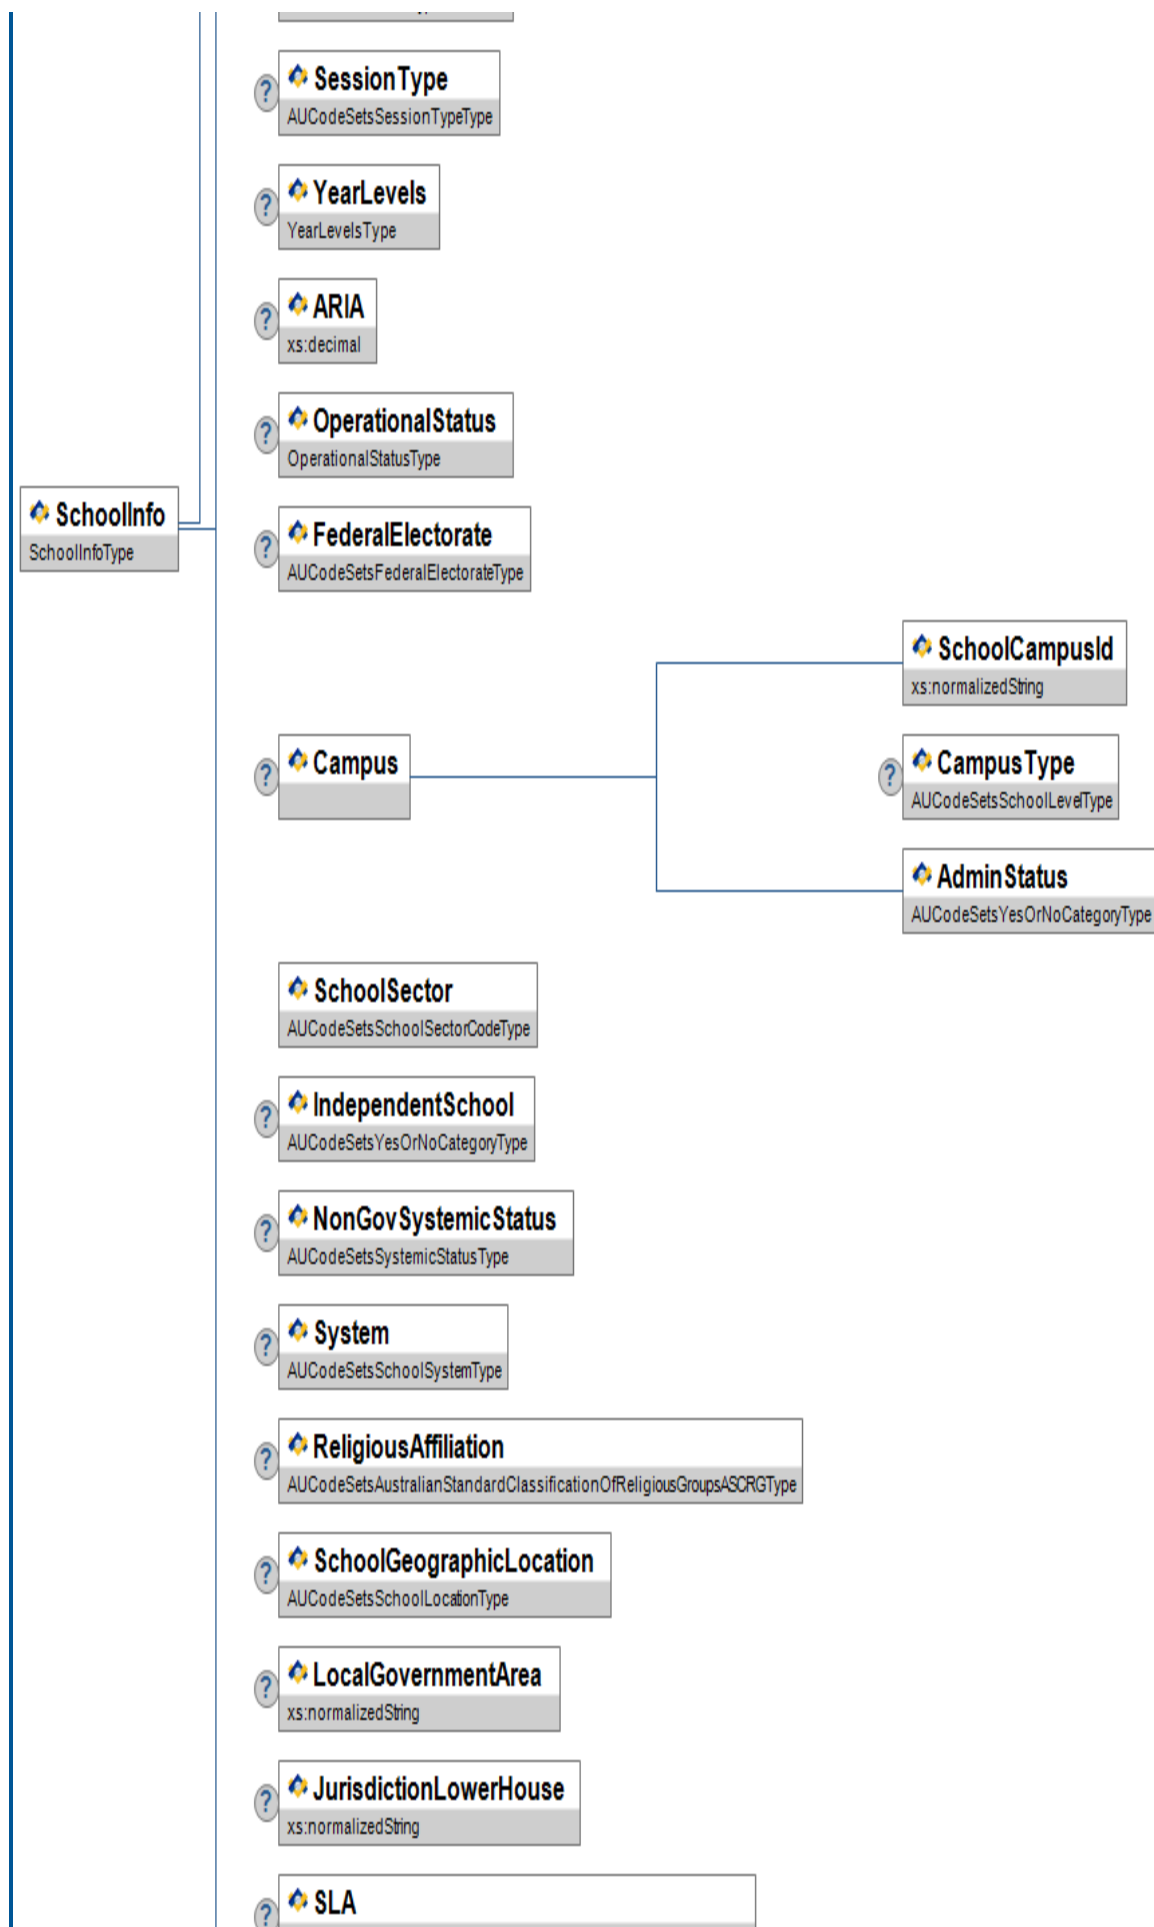 SessionType
AUCodeSetsSessionTypeType
YearLevels
YearLevelsType
ARIA
xs:decimal
OperationalStatus
OperationalStatusType
SchoolInfo
SchoolInfoType
FederalElectorate
AUCodeSetsFederalElectorateType
SchoolCampusId
xs:normalizedString
Campus
CampusType
AUCodeSetsSchoolLevelType
AdminStatus
AUCodeSetsYesOrNoCategoryType
SchoolSector
AUCodeSetsSchoolSectorCodeType
IndependentSchool
AUCodeSetsYesOrNoCategoryType
NonGovSystemicStatus
AUCodeSetsSystemicStatusType
System
AUCodeSetsSchoolSystemType
ReligiousAffiliation
AUCodeSetsAustralianStandardClassificationOfReligiousGroupsASCRGType
SchoolGeographicLocation
AUCodeSetsSchoolLocationType
LocalGovernmentArea
xs:normalizedString
JurisdictionLowerHouse
xs:normalizedString
SLA